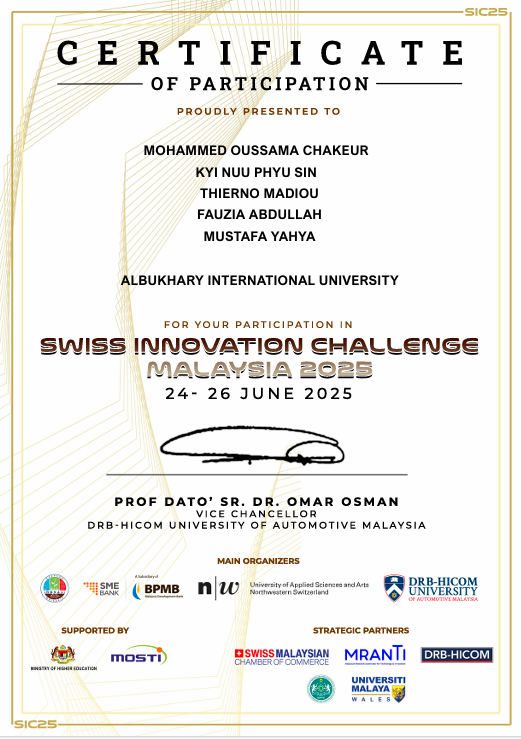 SIC25
CERTIFICATE
OF PARTICIPATION
PROUDLY PRESENTED TO
MOHAMMED OUSSAMA CHAKEUR
KYI NUU PHYU SIN
THIERNO MADIOU
FAUZIA ABDULLAH
MUSTAFA YAHYA
ALBUKHARY INTERNATIONAL UNIVERSITY
FOR YOUR PARTICIPATION IN
SWISS INNOVATION CHALLENGE
MALAYSIA 2025
24- 26 JUNE 2025
PROF DATO' SR. DR. OMAR OSMAN
VICE CHANCELLOR
DRB-HICOM UNIVERSITY OF AUTOMOTIVE MALAYSIA
MAIN ORGANIZERS
SME
BANK
A Subsidiary of
BPMB
n|w
University of Applied Sciences and Arts
Northwestern Switzerland
DRB-HICOM
UNIVERSITY
OF AUTOMOTIVE MALAYSIA
SUPPORTED BY
STRATEGIC PARTNERS
MINISTRY OF HIGHER EDUCATION
MOSTI
SWISS MALAYSIAN
CHAMBER OF COMMERCE
MRANTI
DRB-HICOM
UNIVERSITI
MALAYA
WALES
SIC25